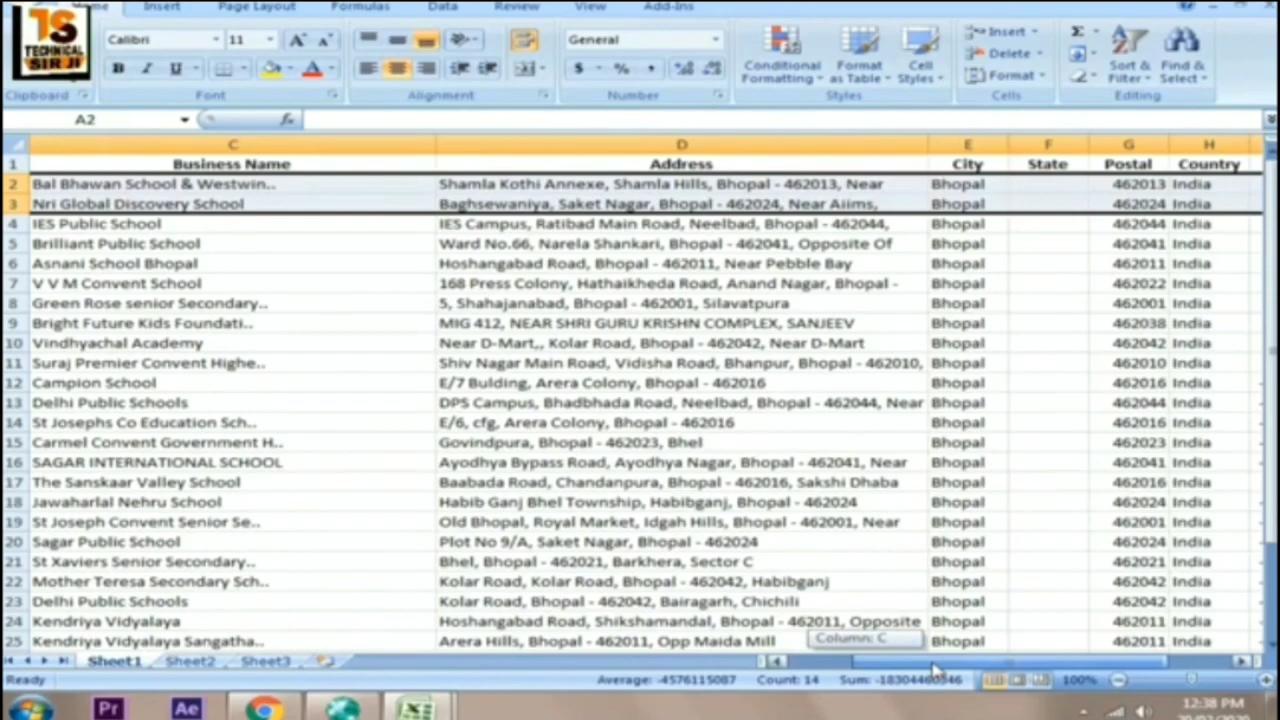 Home Insert Page Layout Formulas Data Review View Add-Ins
TS
TECHNICAL
SIR JI
Calibri 11 A A General Σ Insert
B I U A $ % , Conditional Formatting Format as Table Cell Styles Delete Format Sort & Filter Find & Select
Clipboard Font Alignment Number Styles Cells Editing
A2 fx
C D E F G H
1 Business Name Address City State Postal Country
2 Bal Bhawan School & Westwin.. Shamla Kothi Annexe, Shamla Hills, Bhopal - 462013, Near Bhopal 462013 India
3 Nri Global Discovery School Baghsewaniya, Saket Nagar, Bhopal - 462024, Near Aiims, Bhopal 462024 India
4 IES Public School IES Campus, Ratibad Main Road, Neelbad, Bhopal - 462044, Bhopal 462044 India
5 Brilliant Public School Ward No.66, Narela Shankari, Bhopal - 462041, Opposite Of Bhopal 462041 India
6 Asnani School Bhopal Hoshangabad Road, Bhopal - 462011, Near Pebble Bay Bhopal 462011 India
7 V V M Convent School 168 Press Colony, Hathaikheda Road, Anand Nagar, Bhopal - Bhopal 462022 India
8 Green Rose senior Secondary.. 5, Shahajanabad, Bhopal - 462001, Silavatpura Bhopal 462001 India
9 Bright Future Kids Foundati.. MIG 412, NEAR SHRI GURU KRISHN COMPLEX, SANJEEV Bhopal 462038 India
10 Vindhyachal Academy Near D-Mart,, Kolar Road, Bhopal - 462042, Near D-Mart Bhopal 462042 India
11 Suraj Premier Convent Highe.. Shiv Nagar Main Road, Vidisha Road, Bhanpur, Bhopal - 462010, Bhopal 462010 India
12 Campion School E/7 Bulding, Arera Colony, Bhopal - 462016 Bhopal 462016 India
13 Delhi Public Schools DPS Campus, Bhadbhada Road, Neelbad, Bhopal - 462044, Near Bhopal 462044 India
14 St Josephs Co Education Sch.. E/6, cfg, Arera Colony, Bhopal - 462016 Bhopal 462016 India
15 Carmel Convent Government H.. Govindpura, Bhopal - 462023, Bhel Bhopal 462023 India
16 SAGAR INTERNATIONAL SCHOOL Ayodhya Bypass Road, Ayodhya Nagar, Bhopal - 462041, Near Bhopal 462041 India
17 The Sanskaar Valley School Baabada Road, Chandanpura, Bhopal - 462016, Sakshi Dhaba Bhopal 462016 India
18 Jawaharlal Nehru School Habib Ganj Bhel Township, Habibganj, Bhopal - 462024 Bhopal 462024 India
19 St Joseph Convent Senior Se.. Old Bhopal, Royal Market, Idgah Hills, Bhopal - 462001, Near Bhopal 462001 India
20 Sagar Public School Plot No 9/A, Saket Nagar, Bhopal - 462024 Bhopal 462024 India
21 St Xaviers Senior Secondary.. Bhel, Bhopal - 462021, Barkhera, Sector C Bhopal 462021 India
22 Mother Teresa Secondary Sch.. Kolar Road, Kolar Road, Bhopal - 462042, Habibganj Bhopal 462042 India
23 Delhi Public Schools Kolar Road, Bhopal - 462042, Bairagarh, Chichili Bhopal 462042 India
24 Kendriya Vidyalaya Hoshangabad Road, Shikshamandal, Bhopal - 462011, Opposite Bhopal 462011 India
25 Kendriya Vidyalaya Sangatha.. Arera Hills, Bhopal - 462011, Opp Maida Mill Bhopal 462011 India
Column: C
Sheet1 Sheet2 Sheet3
Ready Average: -4576115087 Count: 14 Sum: -18304460346 100%
Pr Ae 12:38 PM